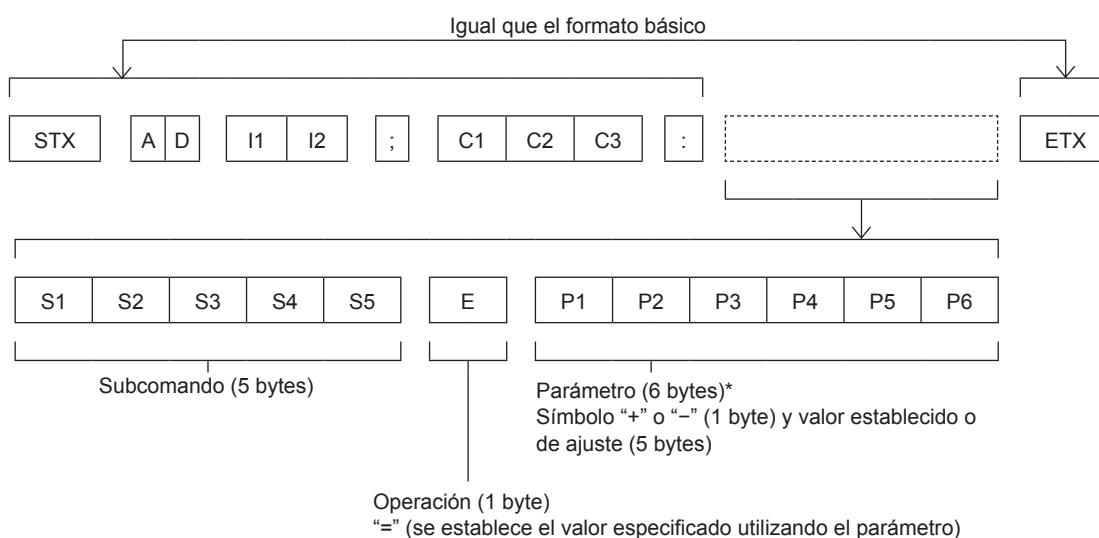 Igual que el formato básico
STX A D I1 I2 ; C1 C2 C3 : ETX
S1 S2 S3 S4 S5 E P1 P2 P3 P4 P5 P6
Subcomando (5 bytes)
Parámetro (6 bytes)*
Símbolo “+” o “−” (1 byte) y valor establecido o
de ajuste (5 bytes)
Operación (1 byte)
“=” (se establece el valor especificado utilizando el parámetro)